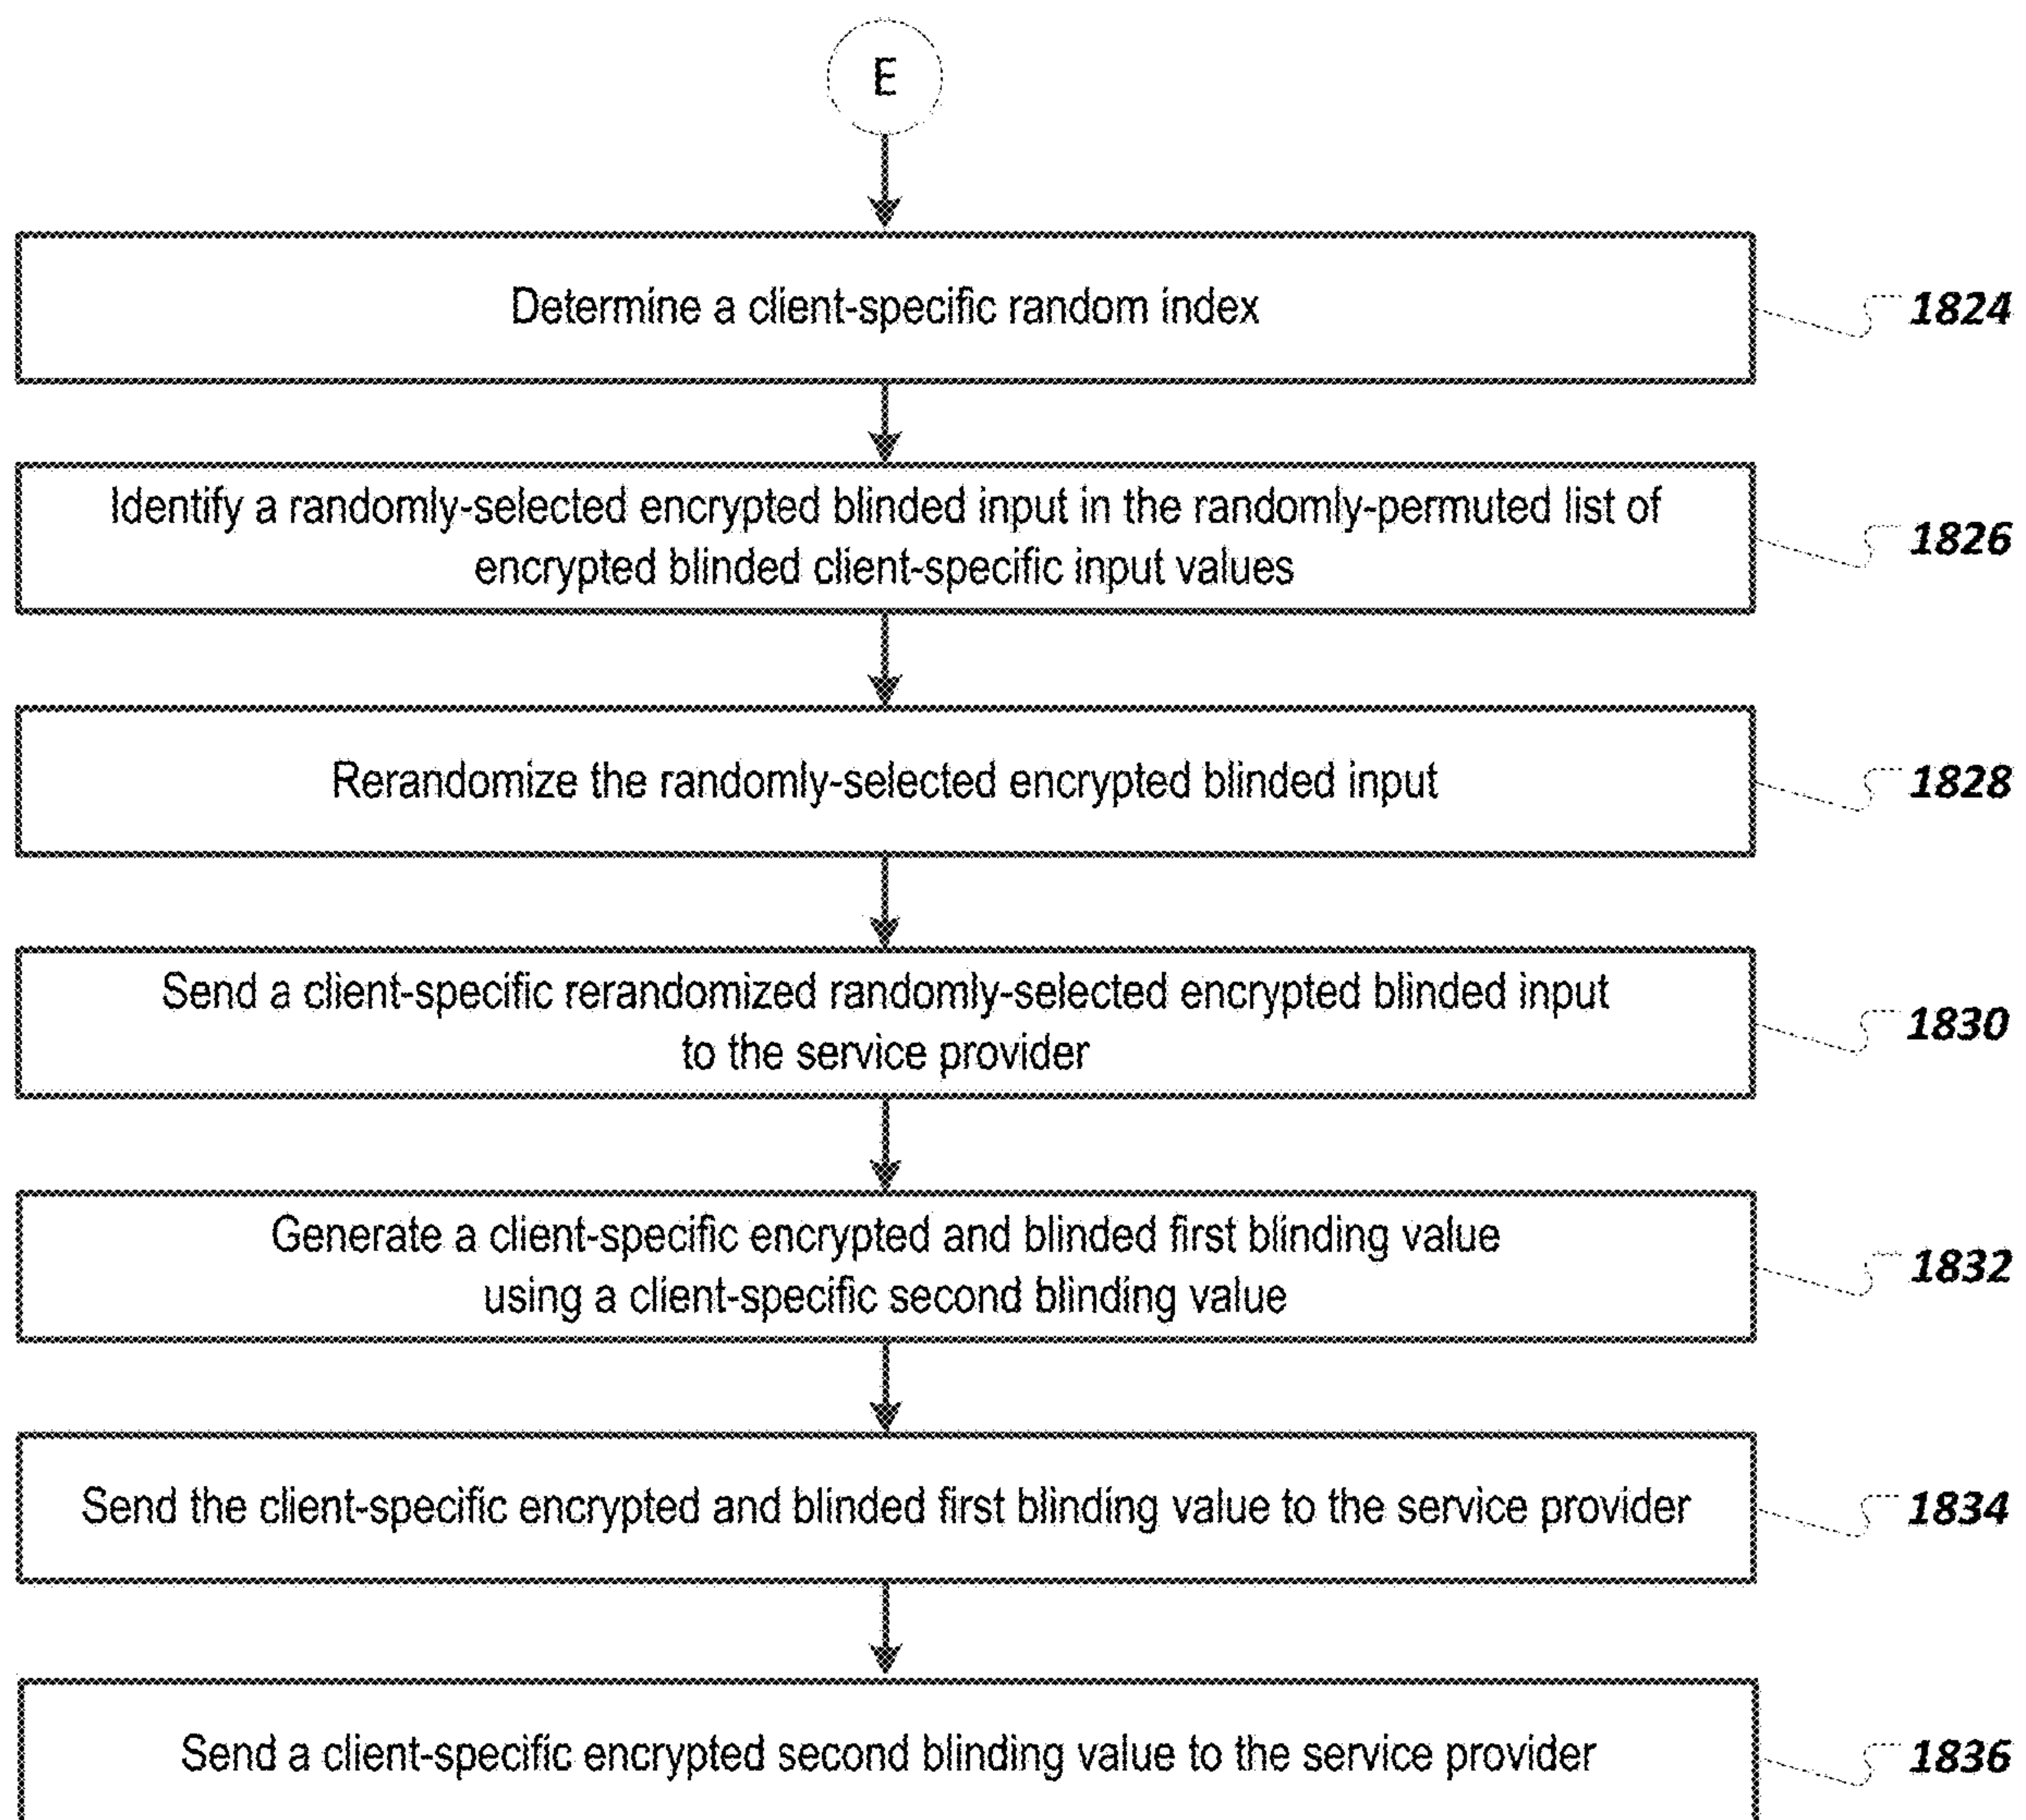 E
Determine a client-specific random index
1824
Identify a randomly-selected encrypted blinded input in the randomly-permuted list of
encrypted blinded client-specific input values
1826
Rerandomize the randomly-selected encrypted blinded input
1828
Send a client-specific rerandomized randomly-selected encrypted blinded input
to the service provider
1830
Generate a client-specific encrypted and blinded first blinding value
using a client-specific second blinding value
1832
Send the client-specific encrypted and blinded first blinding value to the service provider
1834
Send a client-specific encrypted second blinding value to the service provider
1836